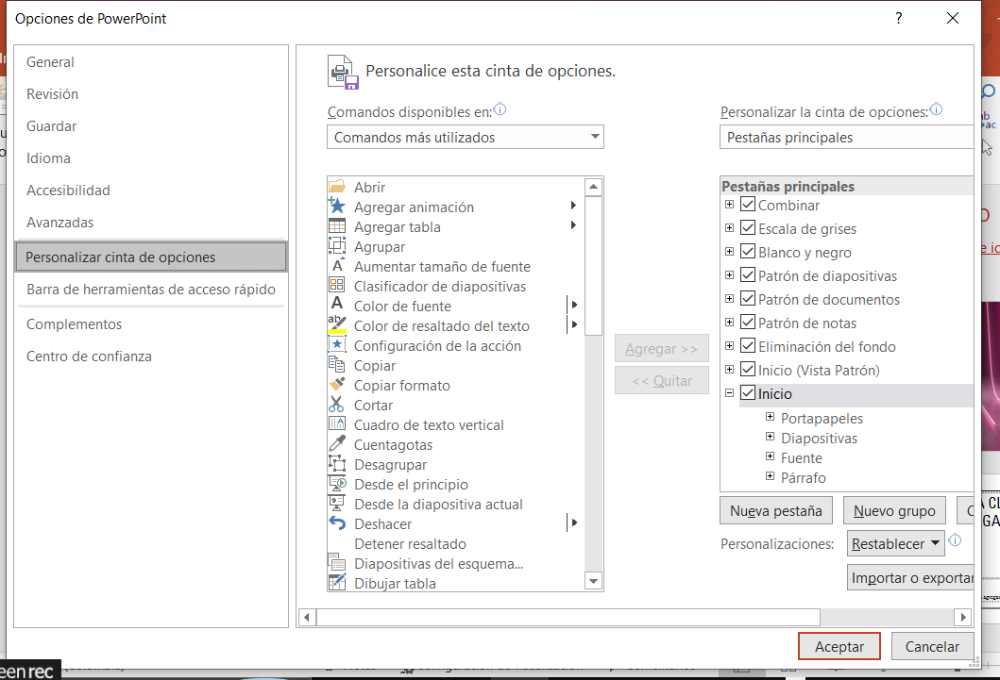 Opciones de PowerPoint
?
General
Revisión
Guardar
Idioma
Accesibilidad
Avanzadas
Personalizar cinta de opciones
Barra de herramientas de acceso rápido
Complementos
Centro de confianza
Personalice esta cinta de opciones.
Comandos disponibles en:
Comandos más utilizados
Abrir
Agregar animación
Agregar tabla
Agrupar
Aumentar tamaño de fuente
Clasificador de diapositivas
Color de fuente
Color de resaltado del texto
Configuración de la acción
Copiar
Copiar formato
Cortar
Cuadro de texto vertical
Cuentagotas
Desagrupar
Desde el principio
Desde la diapositiva actual
Deshacer
Detener resaltado
Diapositivas del esquema...
Dibujar tabla
Agregar >>
<< Quitar
Personalizar la cinta de opciones:
Pestañas principales
Pestañas principales
Combinar
Escala de grises
Blanco y negro
Patrón de diapositivas
Patrón de documentos
Patrón de notas
Eliminación del fondo
Inicio (Vista Patrón)
Inicio
Portapapeles
Diapositivas
Fuente
Párrafo
Nueva pestaña
Nuevo grupo
Personalizaciones:
Restablecer
Importar o exportar
Aceptar
Cancelar
een rec